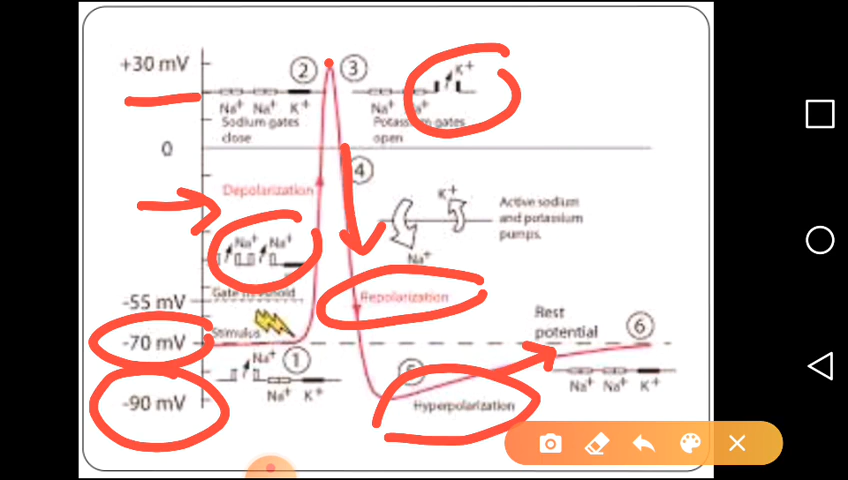 +30 mV
2
3
K+
Na+ Na+ K+
Na+
Sodium gates
close
Potassium gates
open
0
4
Depolarization
K+
Active sodium
and potassium
pumps.
Na+
Na+ Na+
Gate threshold
-55 mV
Repolarization
Stimulus
-70 mV
Rest
potential
6
Na+
1
Na+ K+
5
Na+ Na+ K+
-90 mV
Hyperpolarization